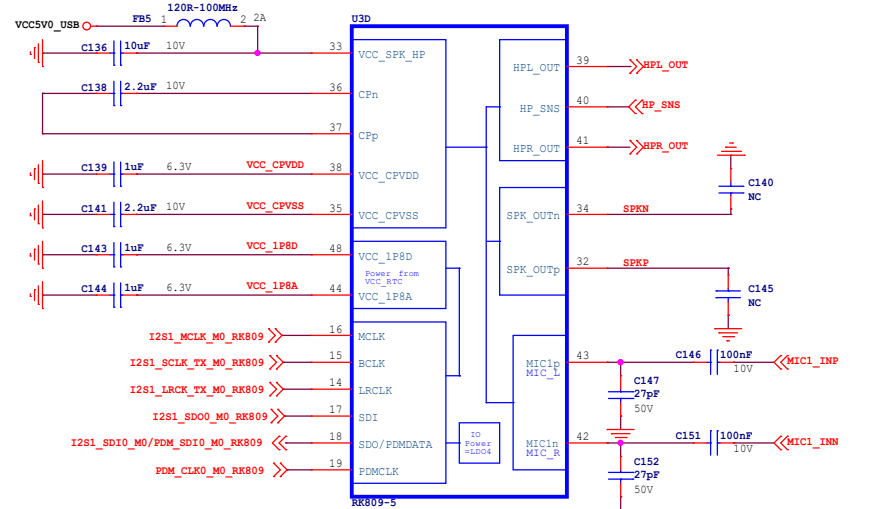 120R-100MHz
U3D
VCC5V0_USB FB5 1 2 2A
C136 10uF 10V 33 VCC_SPK_HP
HPL_OUT 39 HPL_OUT
C138 2.2uF 10V 36 CPn
HP_SNS 40 HP_SNS
37 CPp
HPR_OUT 41 HPR_OUT
C139 1uF 6.3V VCC_CPVDD 38 VCC_CPVDD
C140
NC
C141 2.2uF 10V VCC_CPVSS 35 VCC_CPVSS
SPK_OUTn 34 SPKN
C143 1uF 6.3V VCC_1P8D 48 VCC_1P8D
Power from
VCC_RTC
SPK_OUTp 32 SPKP
C144 1uF 6.3V VCC_1P8A 44 VCC_1P8A
C145
NC
I2S1_MCLK_M0_RK809 16 MCLK
I2S1_SCLK_TX_M0_RK809 15 BCLK
MIC1p 43 C146 100nF MIC1_INP
MIC_L
10V
I2S1_LRCK_TX_M0_RK809 14 LRCLK
C147
27pF
50V
I2S1_SDO0_M0_RK809 17 SDI
I2S1_SDI0_M0/PDM_SDI0_M0_RK809 18 SDO/PDMDATA
IO
Power
=LDO4
MIC1n 42 C151 100nF MIC1_INN
MIC_R
10V
PDM_CLK0_M0_RK809 19 PDMCLK
C152
27pF
50V
RK809-5